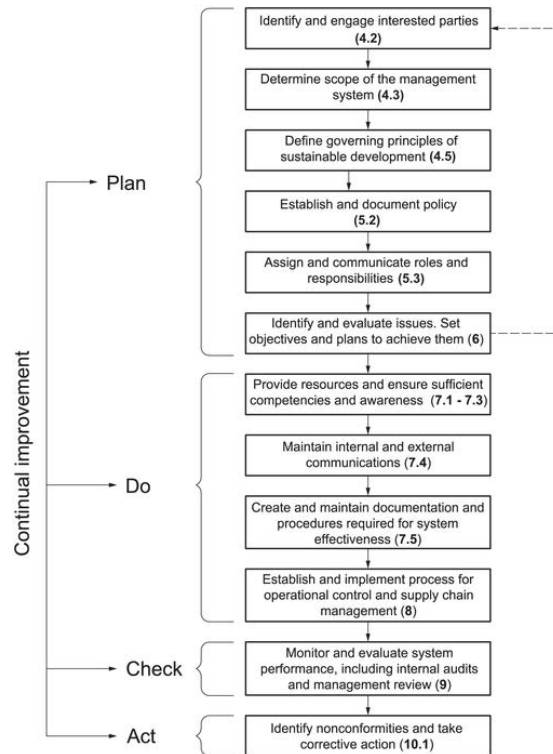 Identify and engage interested parties
(4.2)
Determine scope of the management
system (4.3)
Define governing principles of
sustainable development (4.5)
Plan
Establish and document policy
(5.2)
Assign and communicate roles and
responsibilities (5.3)
Identify and evaluate issues. Set
objectives and plans to achieve them (6)
Continual improvement
Provide resources and ensure sufficient
competencies and awareness (7.1 - 7.3)
Maintain internal and external
communications (7.4)
Do
Create and maintain documentation and
procedures required for system
effectiveness (7.5)
Establish and implement process for
operational control and supply chain
management (8)
Check
Monitor and evaluate system
performance, including internal audits
and management review (9)
Act
Identify nonconformities and take
corrective action (10.1)